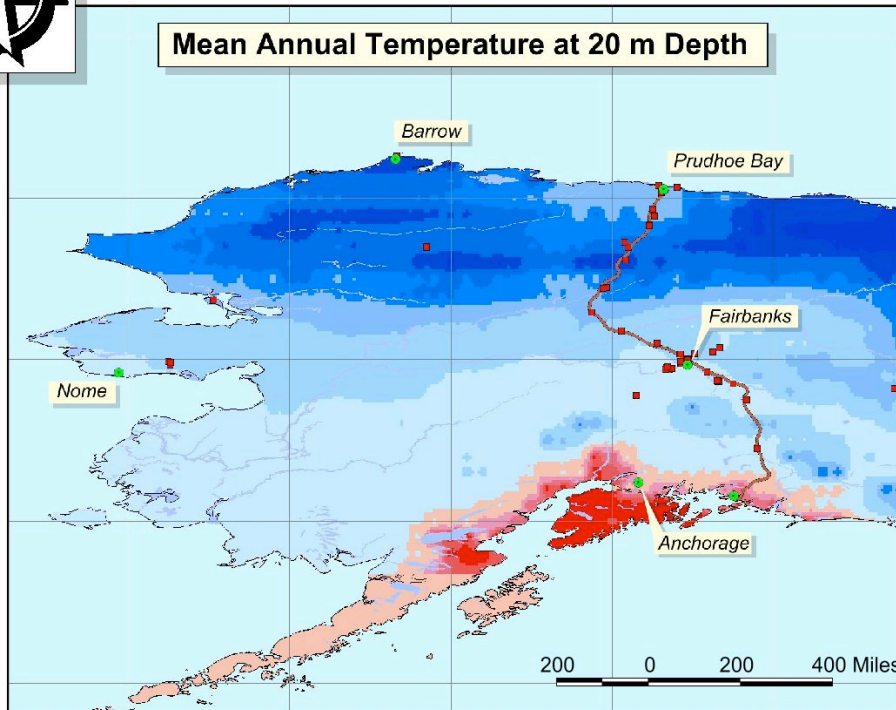 Mean Annual Temperature at 20 m Depth
Barrow
Prudhoe Bay
Fairbanks
Nome
Anchorage
200 0 200 400 Miles